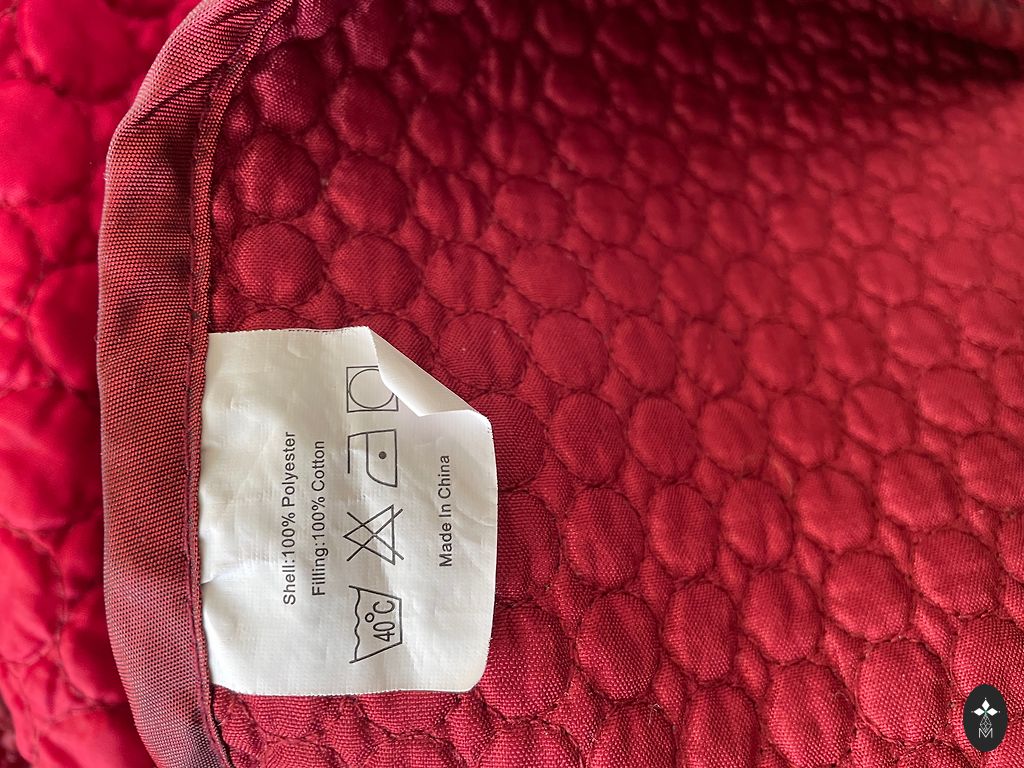 Shell:100% Polyester
Filling:100% Cotton
40°C
Made In China
M